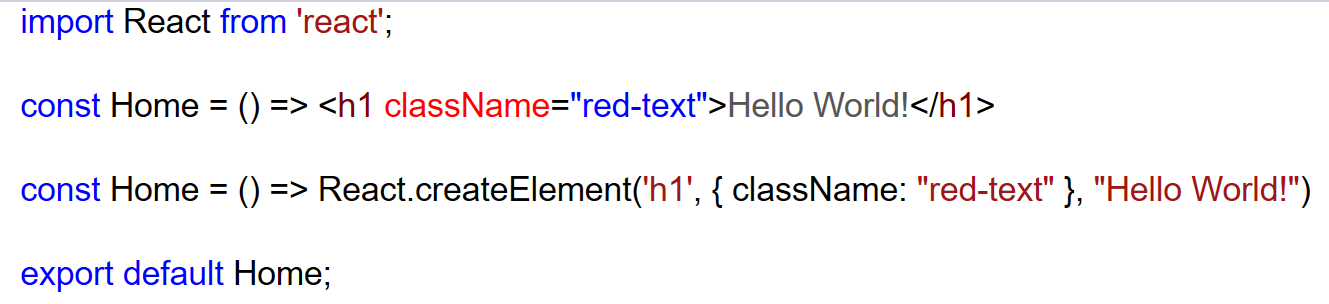 import React from 'react';
const Home = () => <h1 className="red-text">Hello World!</h1>
const Home = () => React.createElement('h1', { className: "red-text" }, "Hello World!")
export default Home;